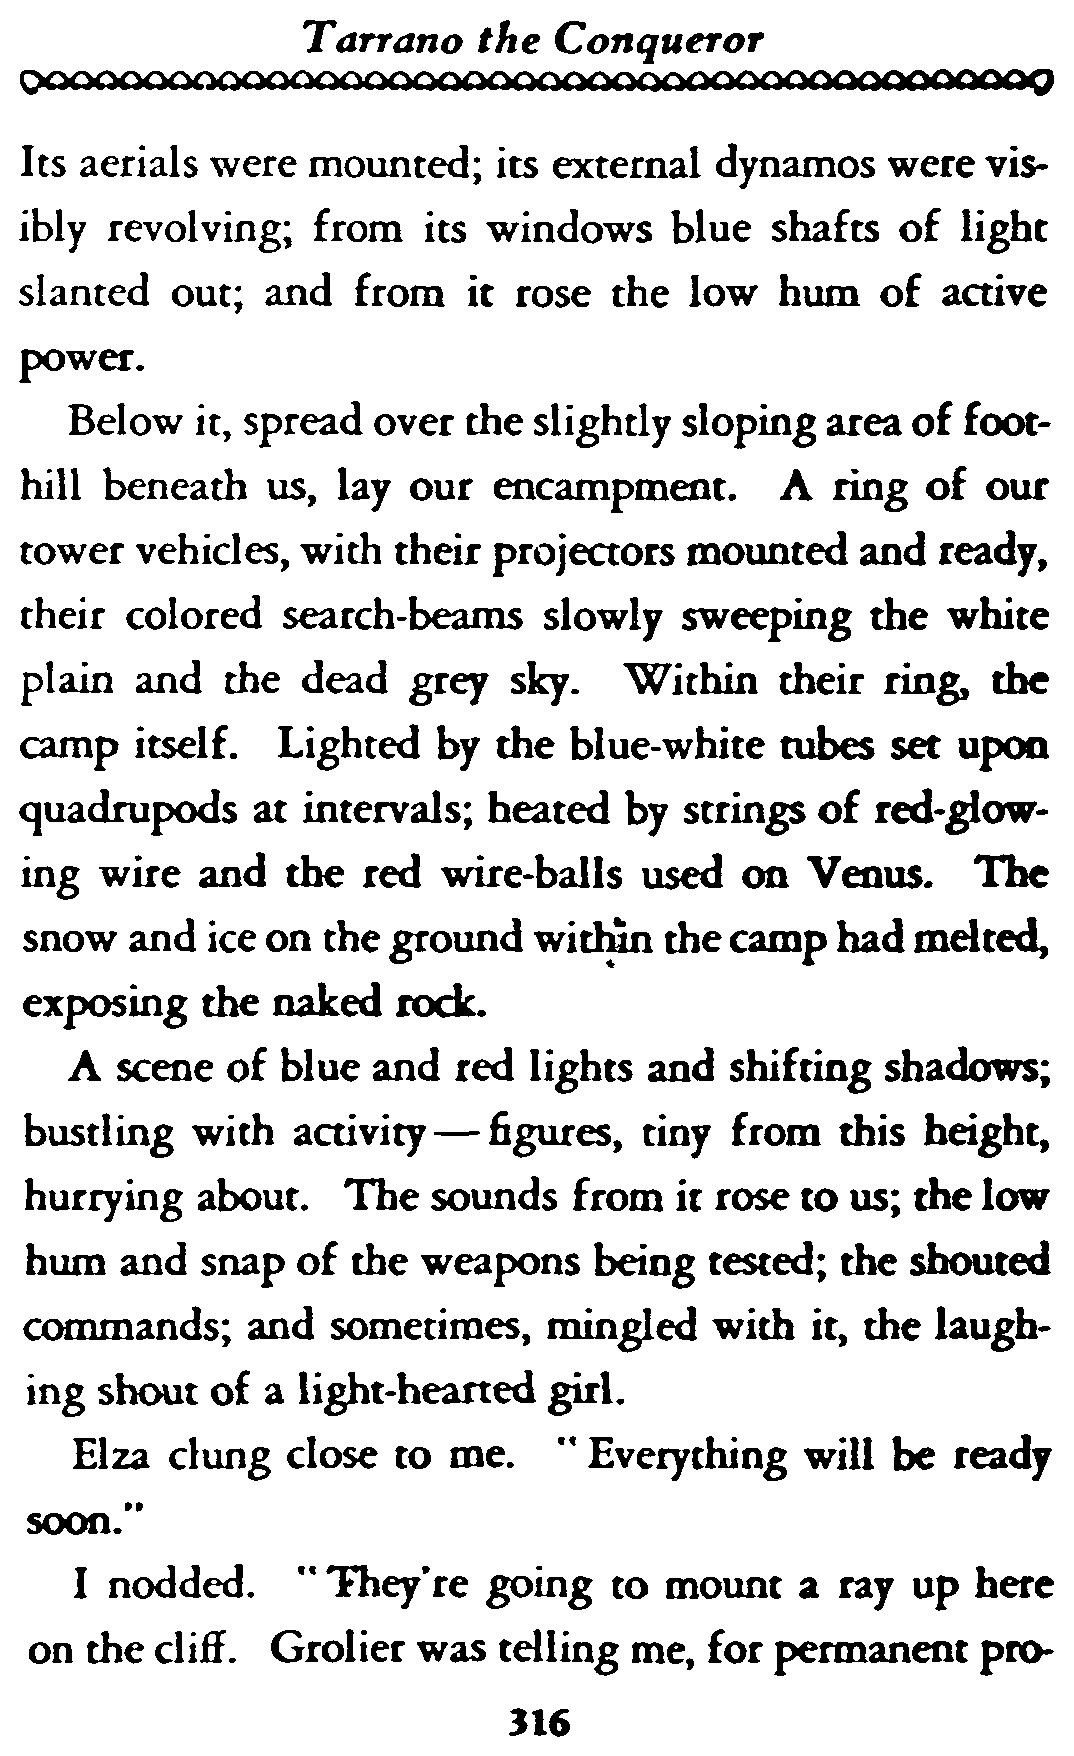 Tarrano the Conqueror
Its aerials were mounted; its external dynamos were vis-
ibly revolving; from its windows blue shafts of light
slanted out; and from it rose the low hum of active
power.
Below it, spread over the slightly sloping area of foot-
hill beneath us, lay our encampment. A ring of our
tower vehicles, with their projectors mounted and ready,
their colored search-beams slowly sweeping the white
plain and the dead grey sky. Within their ring, the
camp itself. Lighted by the blue-white tubes set upon
quadrupods at intervals; heated by strings of red-glow-
ing wire and the red wire-balls used on Venus. The
snow and ice on the ground within the camp had melted,
exposing the naked rock.
A scene of blue and red lights and shifting shadows;
bustling with activity — figures, tiny from this height,
hurrying about. The sounds from it rose to us; the low
hum and snap of the weapons being tested; the shouted
commands; and sometimes, mingled with it, the laugh-
ing shout of a light-hearted girl.
Elza clung close to me. "Everything will be ready
soon."
I nodded. "They're going to mount a ray up here
on the cliff. Grolier was telling me, for permanent pro-
316